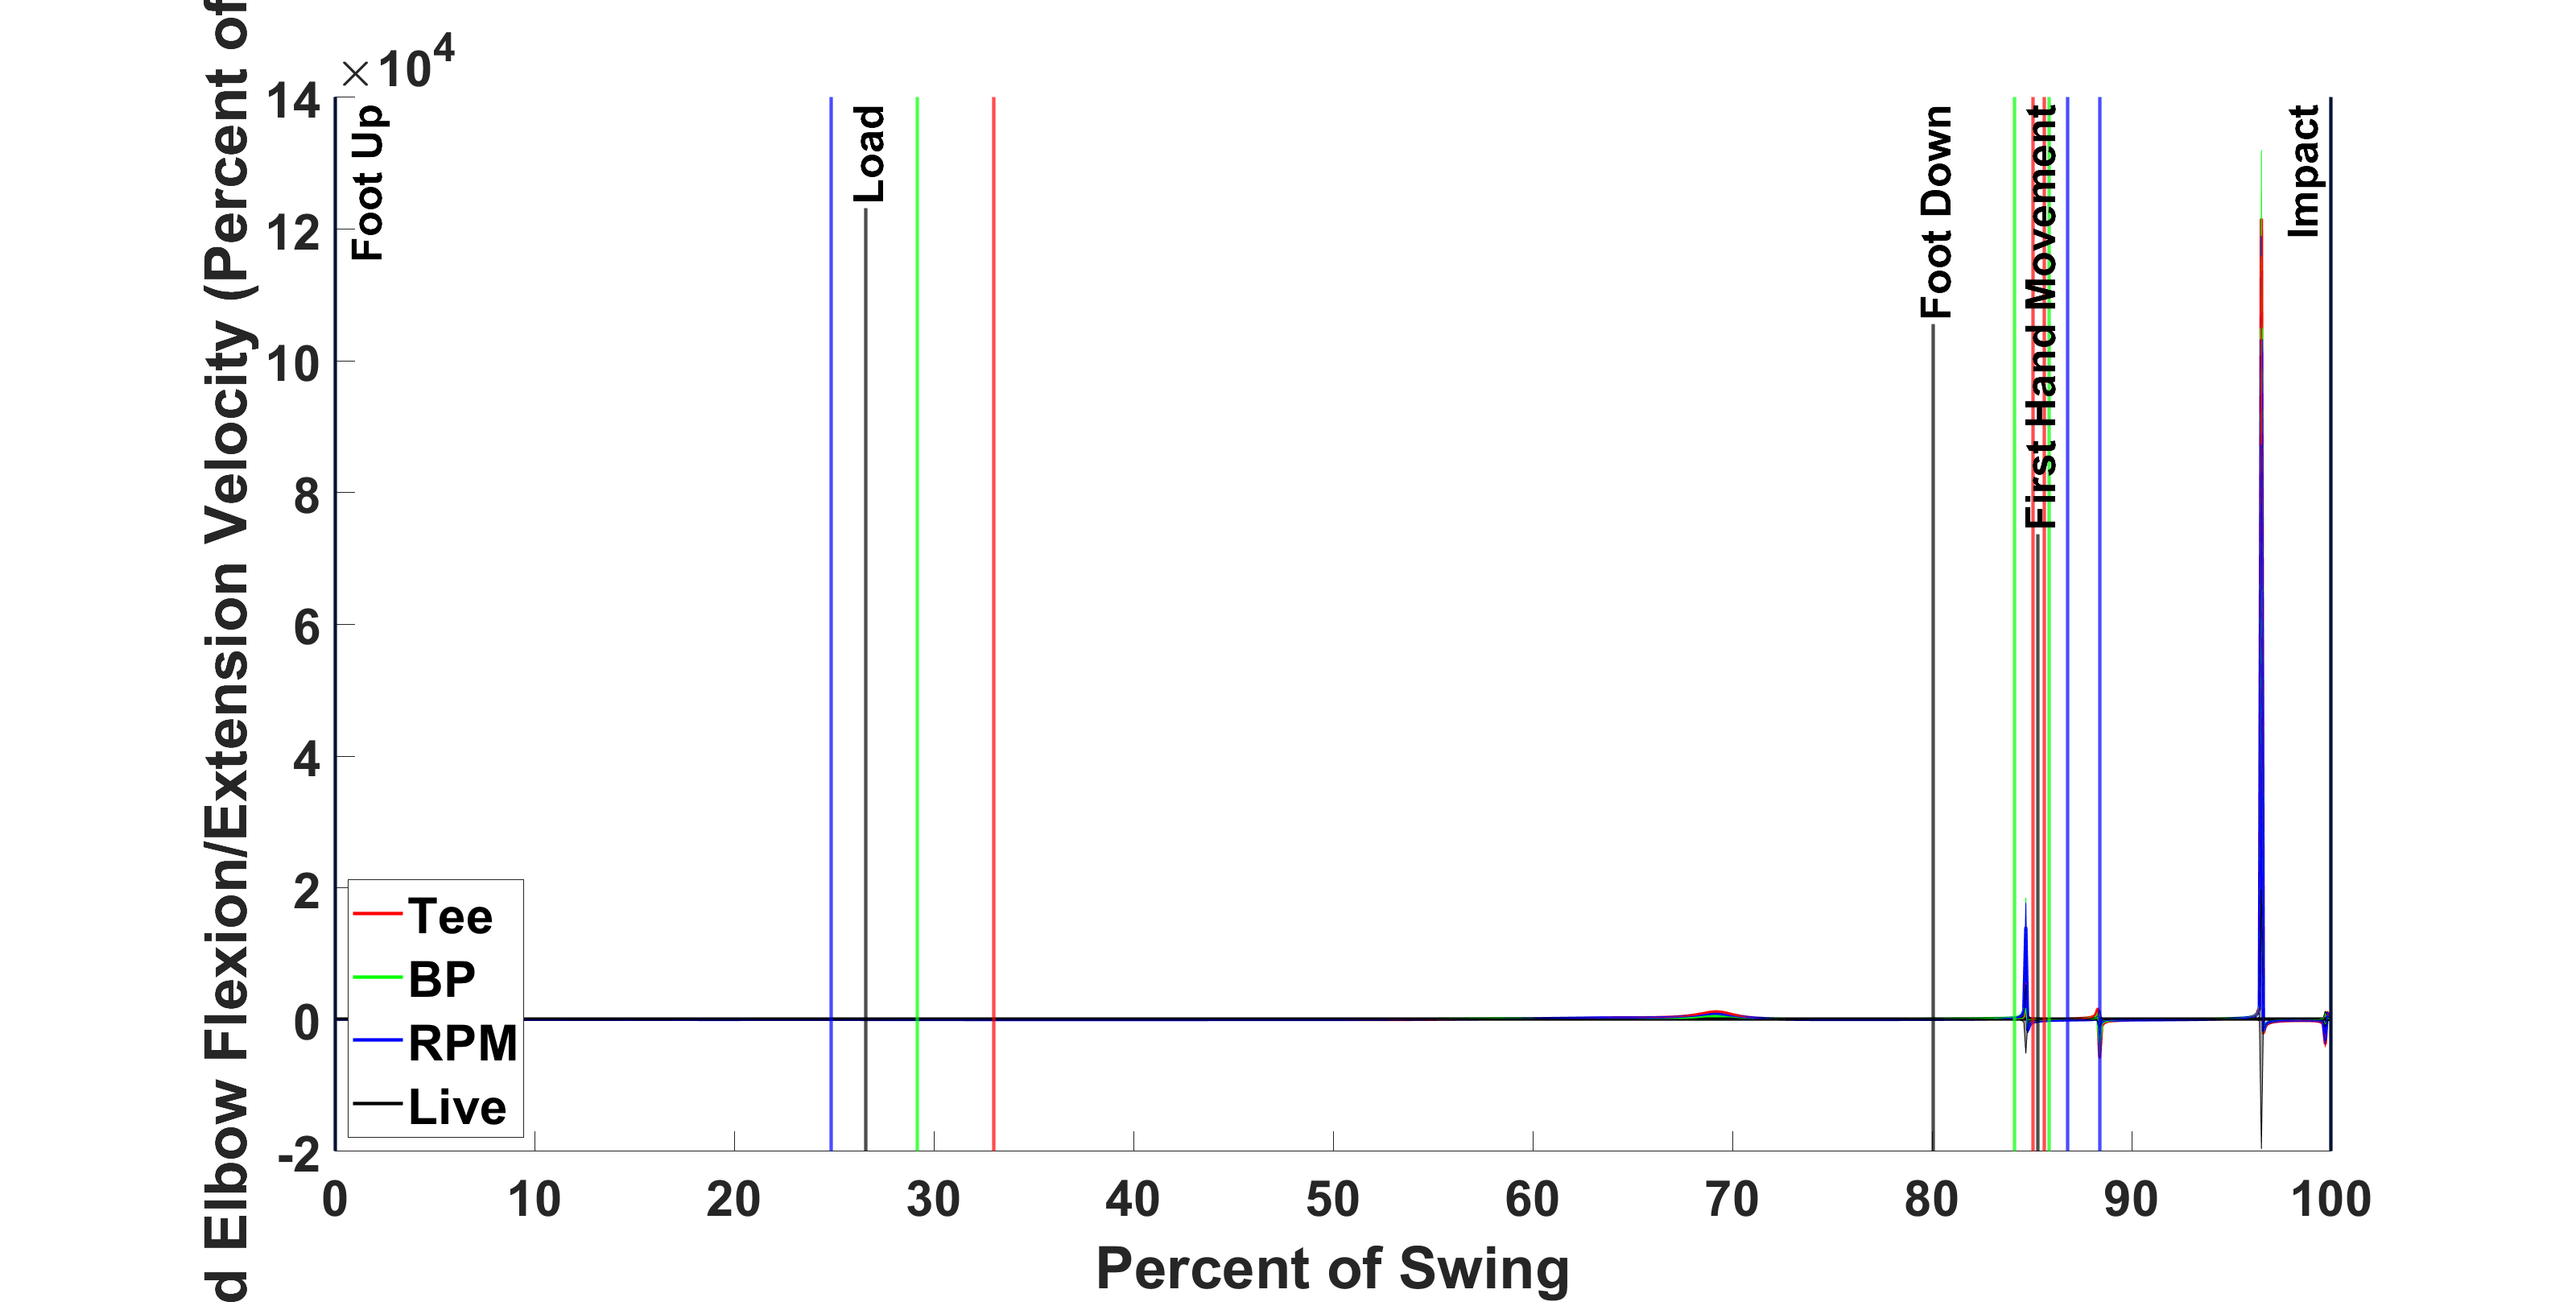 d Elbow Flexion/Extension Velocity (Percent of
×10^4
14
12
10
8
6
4
2
0
-2
Foot Up
Load
Foot Down
First Hand Movement
Impact
Tee
BP
RPM
Live
0 10 20 30 40 50 60 70 80 90 100
Percent of Swing